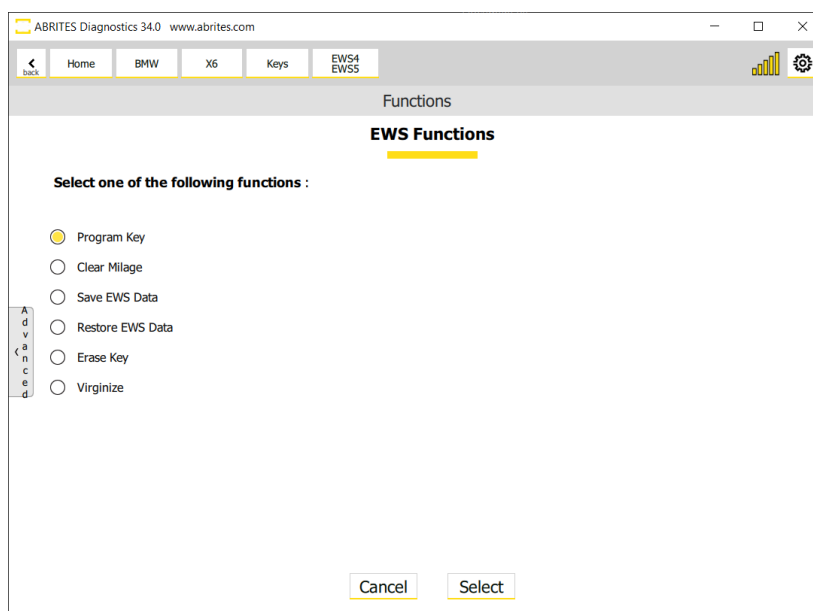 ABRITES Diagnostics 34.0 www.abrites.com
back
Home
BMW
X6
Keys
EWS4
EWS5
Functions
EWS Functions
Select one of the following functions :
Program Key
Clear Milage
Save EWS Data
Restore EWS Data
Erase Key
Virginize
Advanced
Cancel
Select